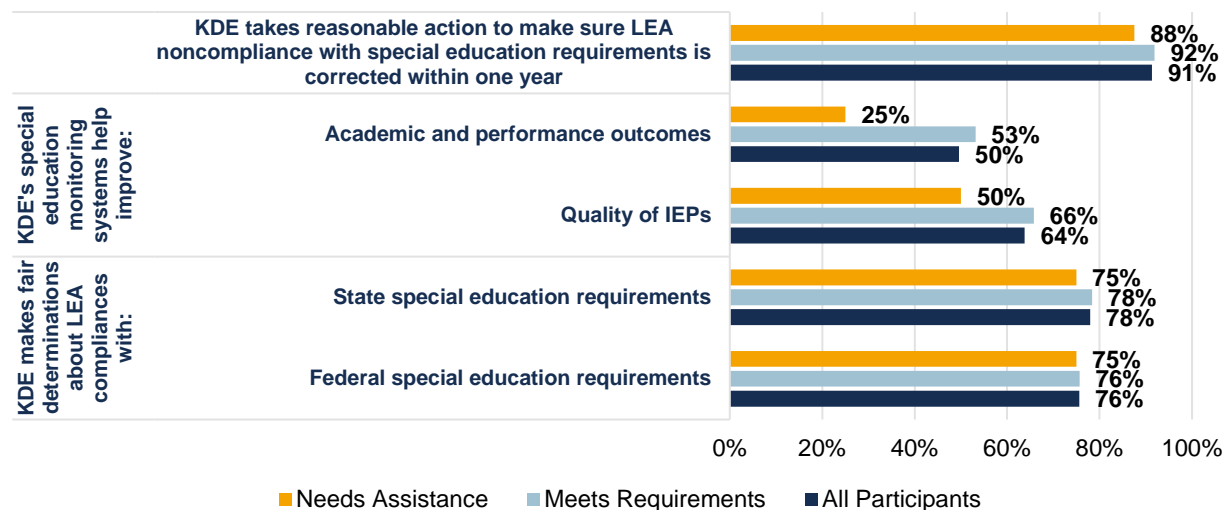 KDE takes reasonable action to make sure LEA
noncompliance with special education requirements is
corrected within one year
88%
92%
91%
KDE's special
education
monitoring
systems help
improve:
Academic and performance outcomes
25%
53%
50%
Quality of IEPs
50%
66%
64%
KDE makes fair
determinations
about LEA
compliances
with:
State special education requirements
75%
78%
78%
Federal special education requirements
75%
76%
76%
0% 20% 40% 60% 80% 100%
Needs Assistance Meets Requirements All Participants